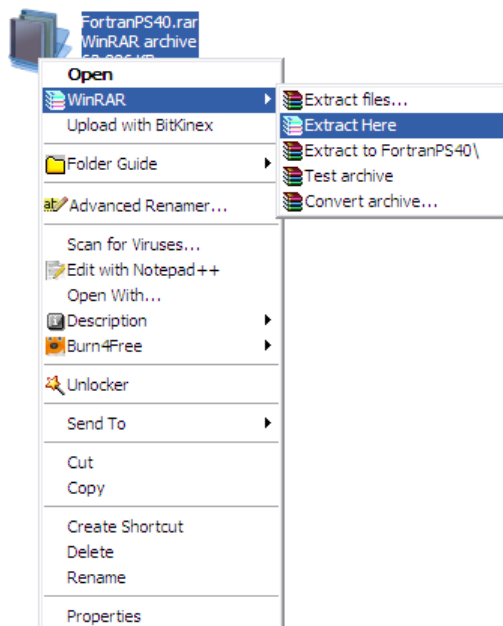 FortranPS40.rar
WinRAR archive
Open
WinRAR
Extract files...
Upload with BitKinex
Extract Here
Extract to FortranPS40\
Folder Guide
Test archive
Advanced Renamer...
Convert archive...
Scan for Viruses...
Edit with Notepad++
Open With...
Description
Burn4Free
Unlocker
Send To
Cut
Copy
Create Shortcut
Delete
Rename
Properties